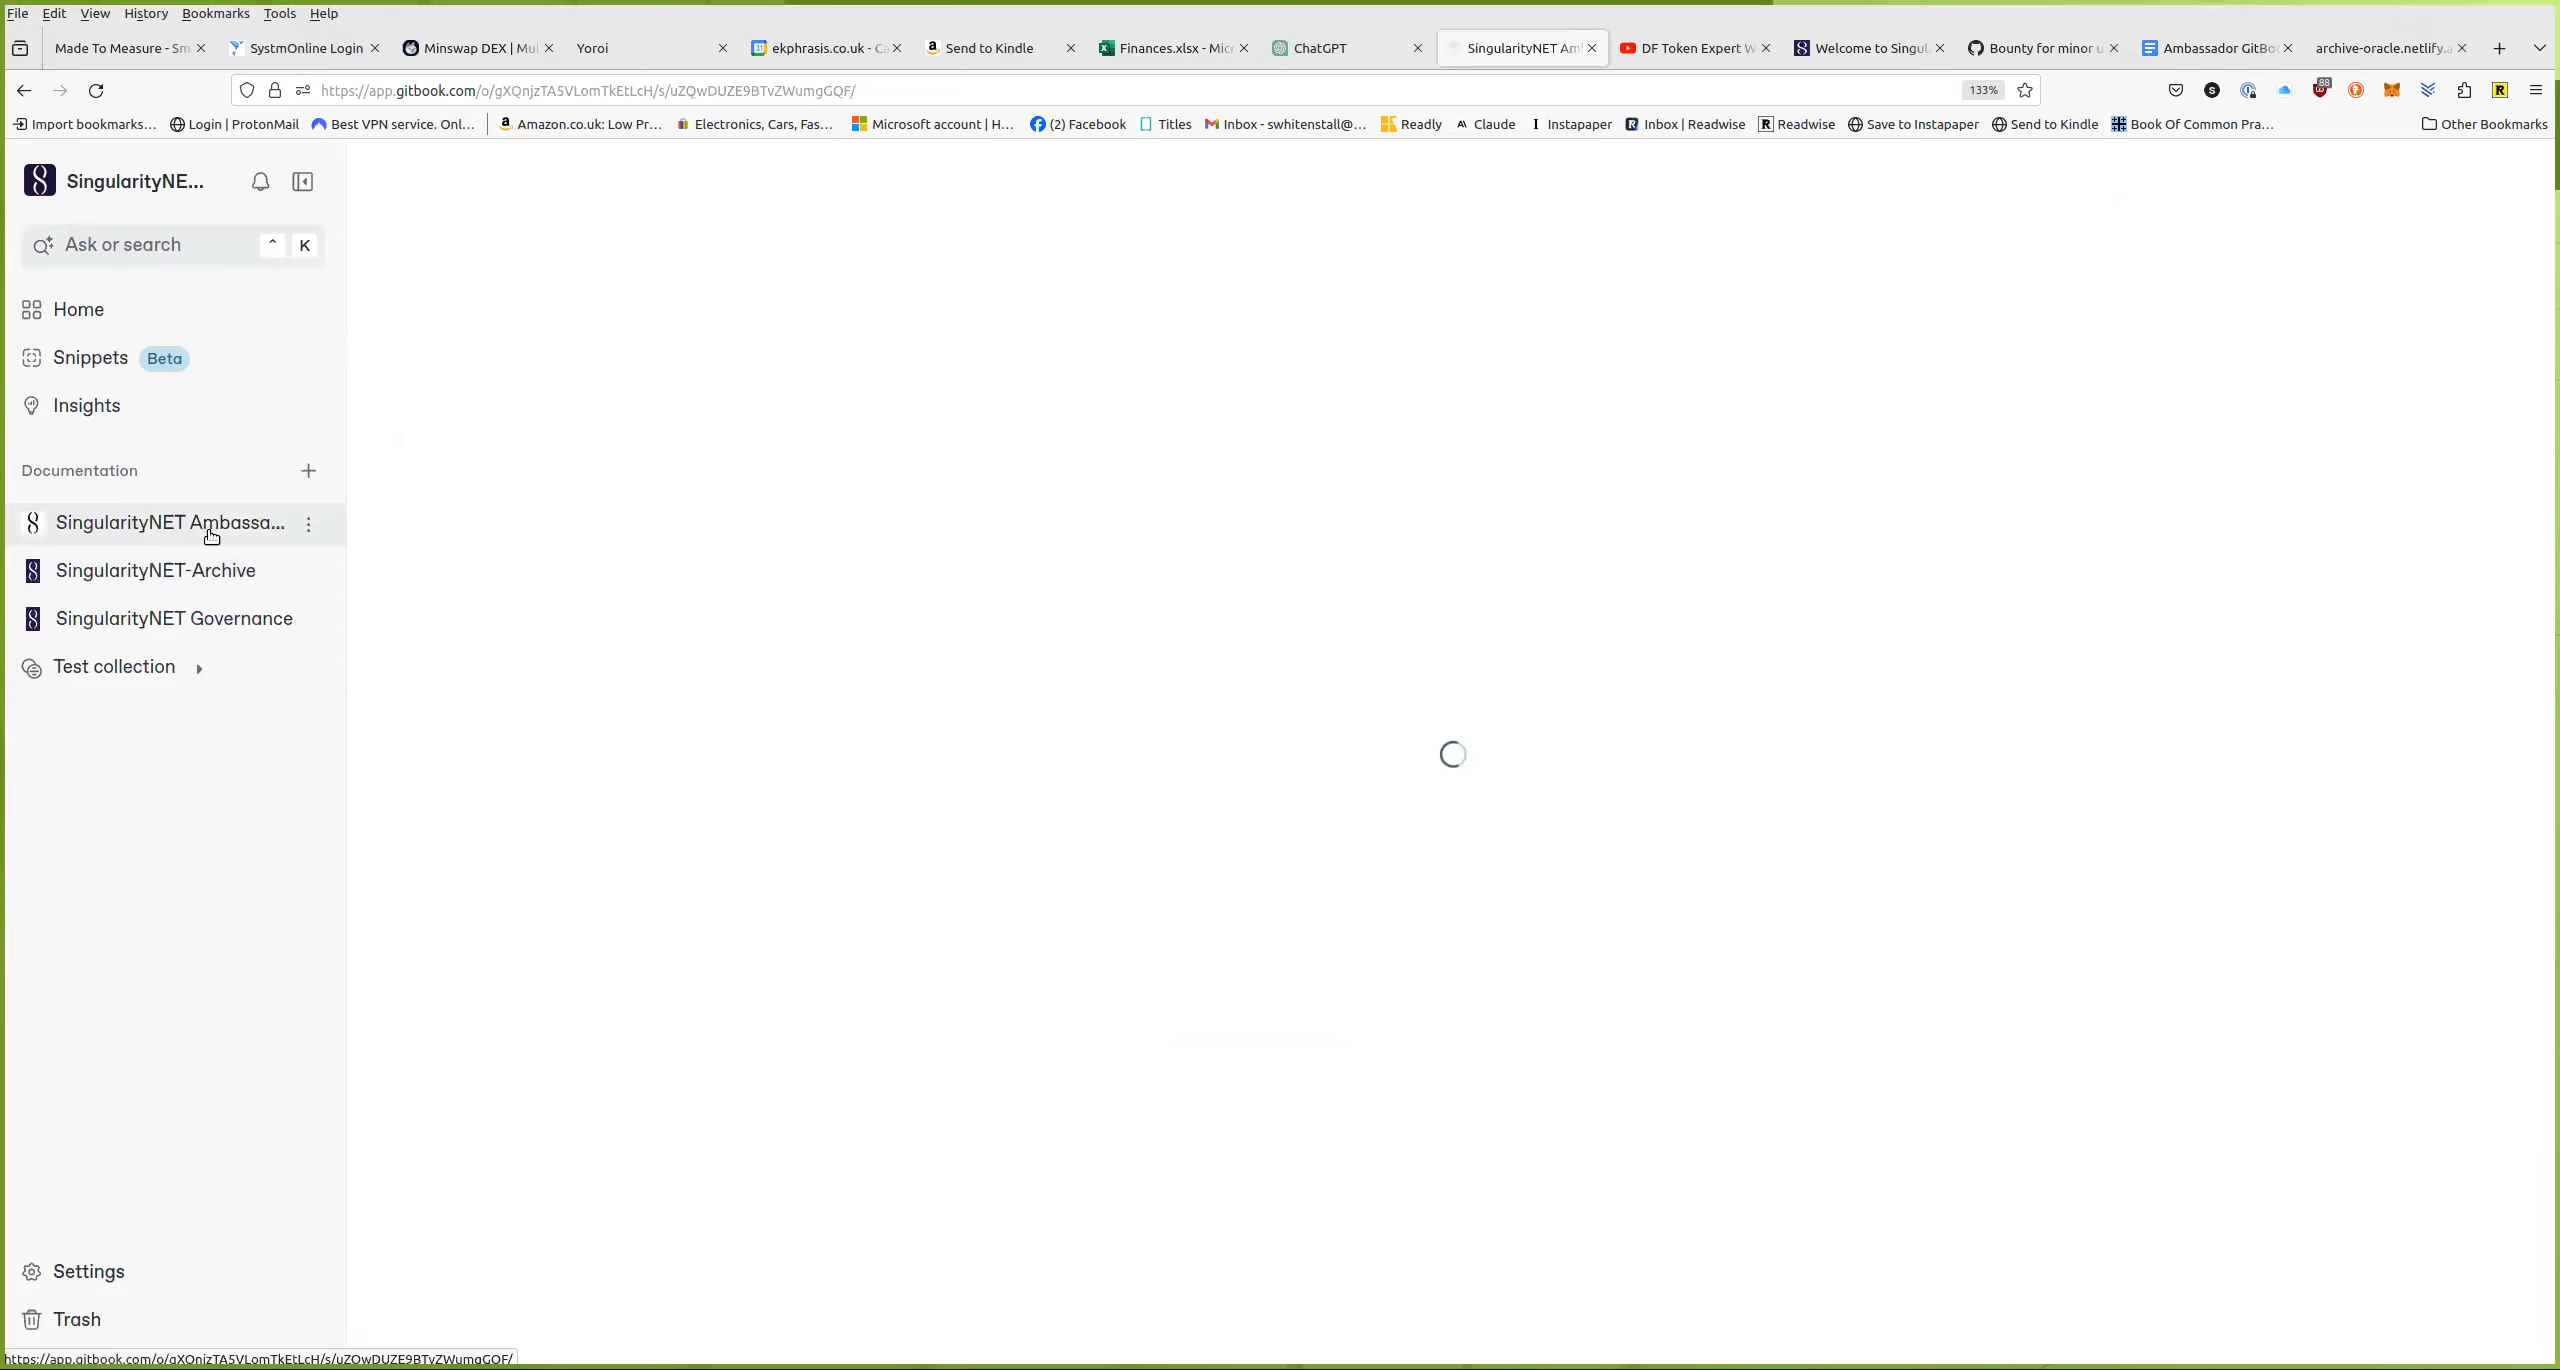 File Edit View History Bookmarks Tools Help
Made To Measure - Sm SystmOnline Login Minswap DEX | Mul Yoroi ekphrasis.co.uk - Ca Send to Kindle Finances.xlsx - Micr ChatGPT SingularityNET Am DF Token Expert W Welcome to Singul Bounty for minor u Ambassador GitBoo archive-oracle.netlify.a
https://app.gitbook.com/o/gXQnjzTA5VLomTkEtLcH/s/uZQwDUZE9BTvZWumgGQF/ 133% S 88 R
Import bookmarks... Login | ProtonMail Best VPN service. Onl... Amazon.co.uk: Low Pr... Electronics, Cars, Fas... Microsoft account | H... (2) Facebook Titles Inbox - swhitenstall@... Readly Claude Instapaper Inbox | Readwise Readwise Save to Instapaper Send to Kindle Book Of Common Pra... Other Bookmarks
SingularityNE...
Ask or search ^ K
Home
Snippets Beta
Insights
Documentation
SingularityNET Ambassa...
SingularityNET-Archive
SingularityNET Governance
Test collection
Settings
Trash
https://app.gitbook.com/o/gXQnjzTA5VLomTkEtLcH/s/uZQwDUZE9BTvZWumgGQF/